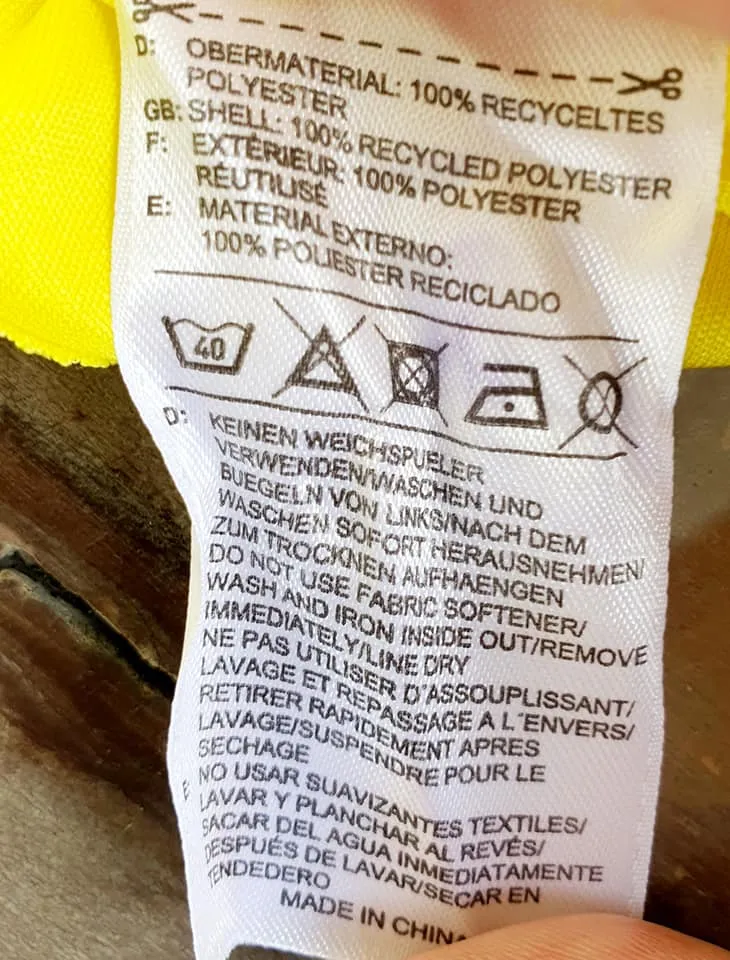 D: OBERMATERIAL: 100% RECYCELTES
POLYESTER
GB: SHELL: 100% RECYCLED POLYESTER
F: EXTÉRIEUR: 100% POLYESTER
RÉUTILISÉ
E: MATERIAL EXTERNO:
100% POLIESTER RECICLADO
40
D: KEINEN WEICHSPUELER
VERWENDEN/WASCHEN UND
BUEGELN VON LINKS/NACH DEM
WASCHEN SOFORT HERAUSNEHMEN/
ZUM TROCKNEN AUFHAENGEN
DO NOT USE FABRIC SOFTENER/
WASH AND IRON INSIDE OUT/REMOVE
IMMEDIATELY/LINE DRY
NE PAS UTILISER D'ASSOUPLISSANT/
LAVAGE ET REPASSAGE A L'ENVERS/
RETIRER RAPIDEMENT APRES
LAVAGE/SUSPENDRE POUR LE
SECHAGE
E NO USAR SUAVIZANTES TEXTILES/
LAVAR Y PLANCHAR AL REVÉS/
SACAR DEL AGUA INMEDIATAMENTE
DESPUÉS DE LAVAR/SECAR EN
TENDEDERO
MADE IN CHINA